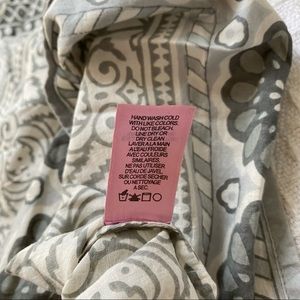 HAND WASH COLD
WITH LIKE COLORS.
DO NOT BLEACH.
LINE DRY OR
DRY CLEAN
LAVER A LA MAIN
A L'EAU FROIDE
AVEC COULEURS
SIMILAIRES.
NE PAS UTILISER
D'EAU DE JAVEL.
SUR CORDE SECHER
OU NETTOYAGE
A SEC.